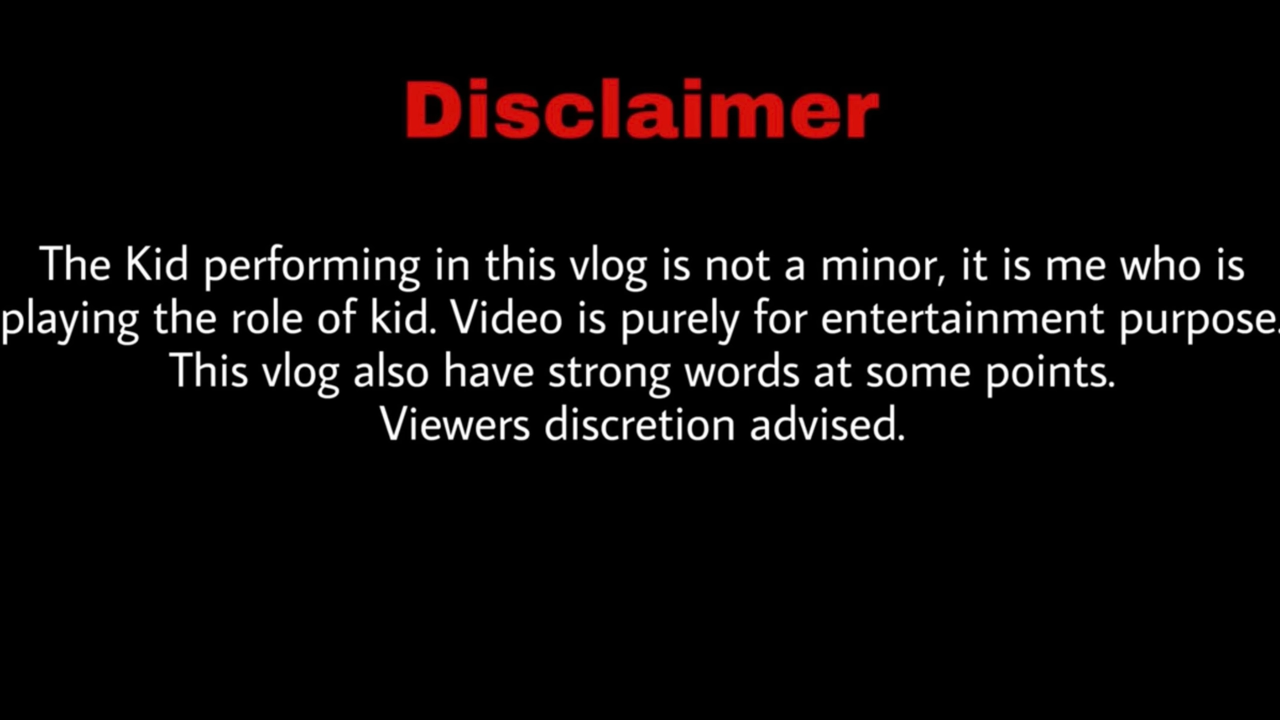 Disclaimer
The Kid performing in this vlog is not a minor, it is me who is
playing the role of kid. Video is purely for entertainment purpose.
This vlog also have strong words at some points.
Viewers discretion advised.